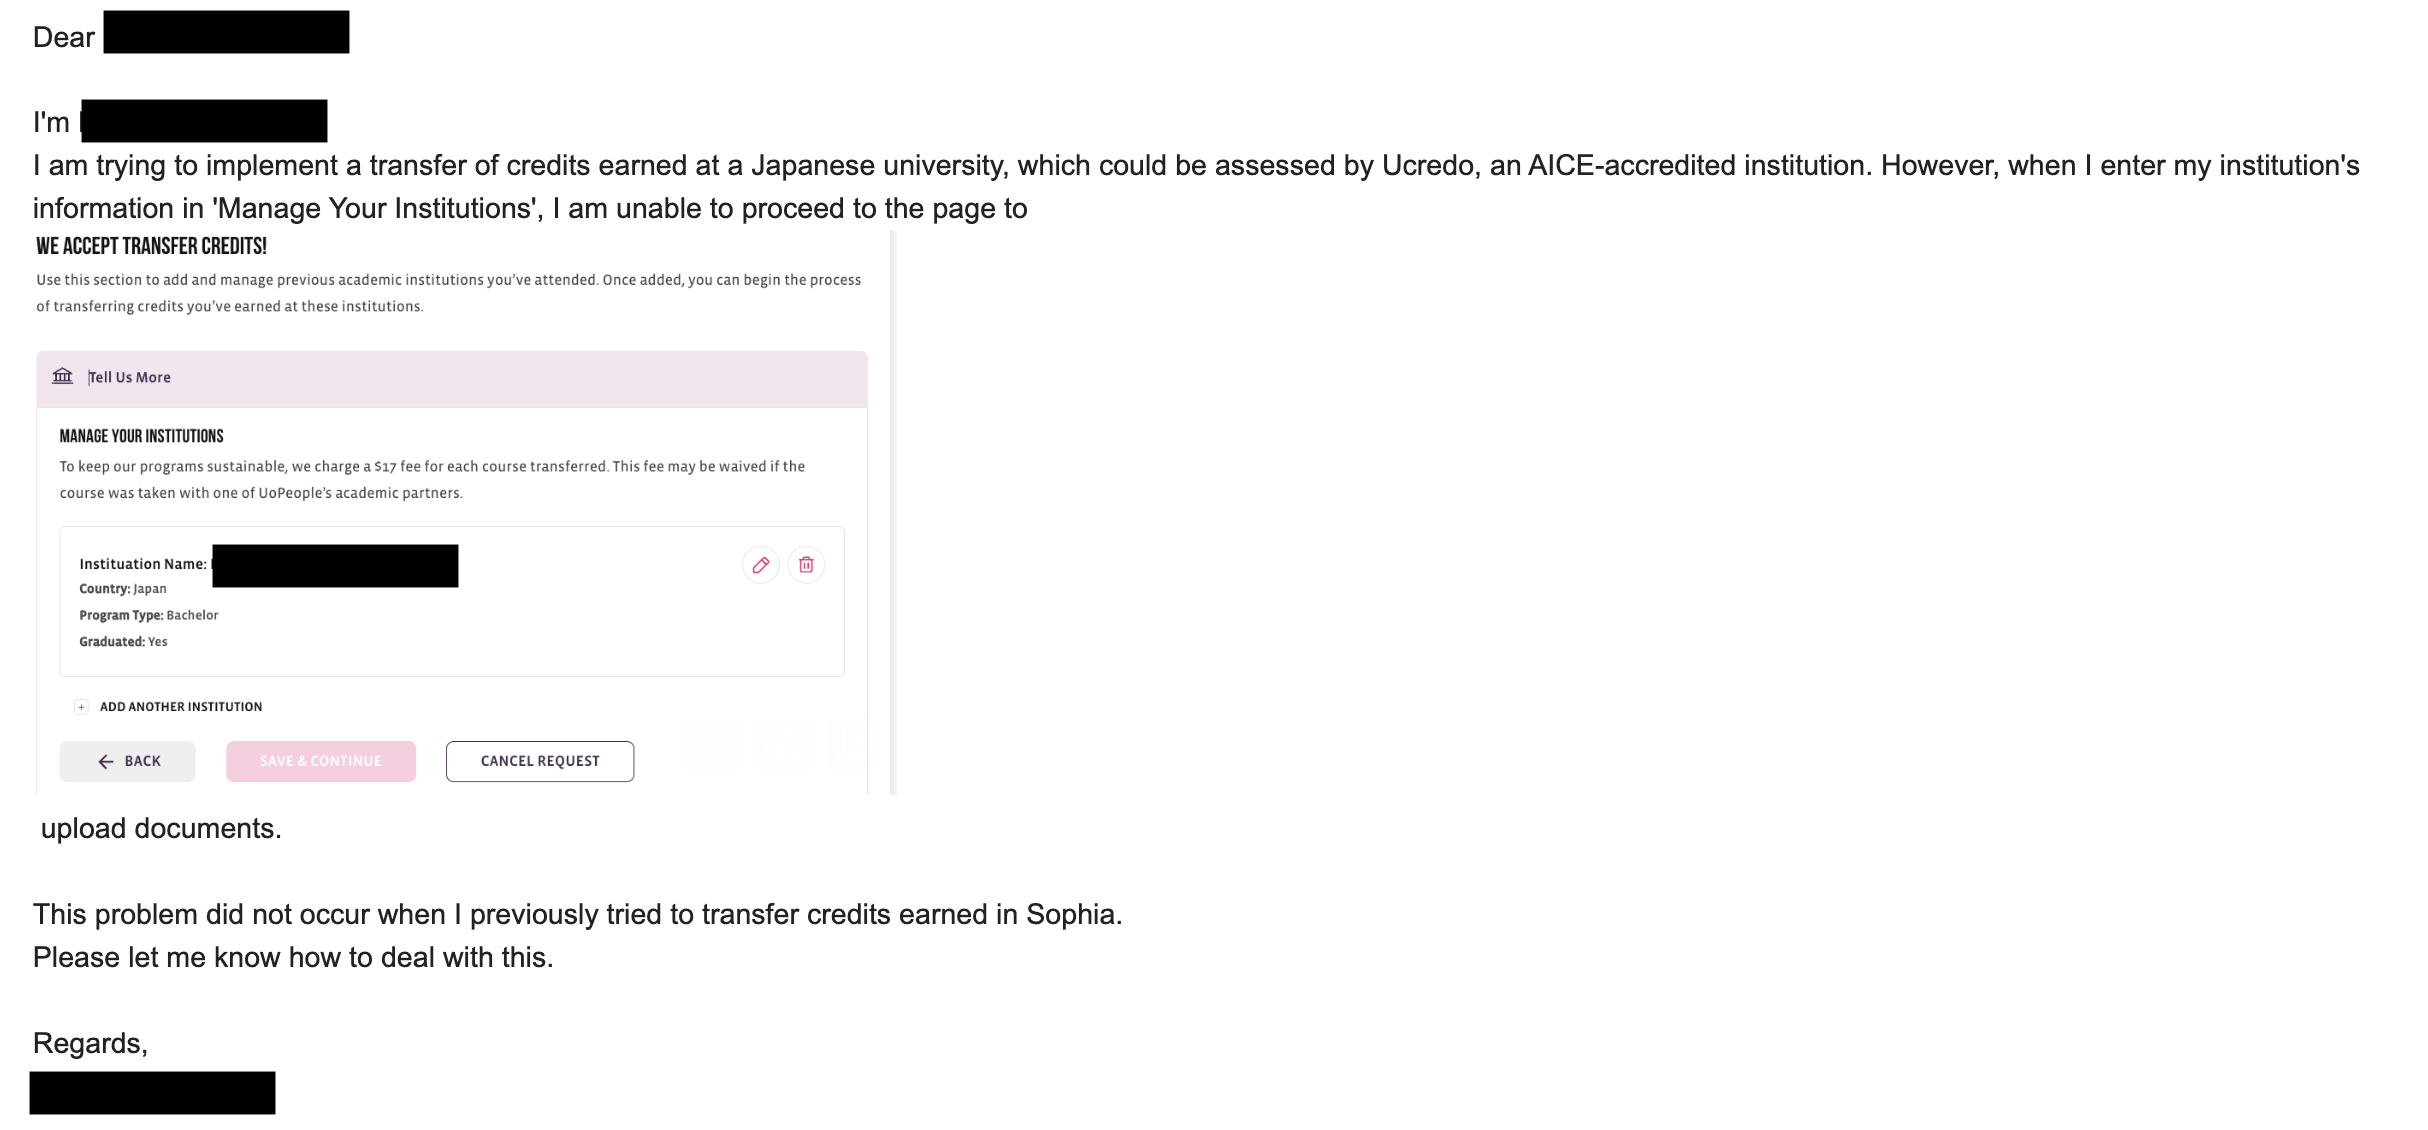 Dear
I'm
I am trying to implement a transfer of credits earned at a Japanese university, which could be assessed by Ucredo, an AICE-accredited institution. However, when I enter my institution's
information in 'Manage Your Institutions', I am unable to proceed to the page to
WE ACCEPT TRANSFER CREDITS!
Use this section to add and manage previous academic institutions you've attended. Once added, you can begin the process
of transferring credits you've earned at these institutions.
Tell Us More
MANAGE YOUR INSTITUTIONS
To keep our programs sustainable, we charge a $17 fee for each course transferred. This fee may be waived if the
course was taken with one of UoPeople's academic partners.
Instituation Name:
Country: Japan
Program Type: Bachelor
Graduated: Yes
+ ADD ANOTHER INSTITUTION
← BACK SAVE & CONTINUE CANCEL REQUEST
upload documents.
This problem did not occur when I previously tried to transfer credits earned in Sophia.
Please let me know how to deal with this.
Regards,